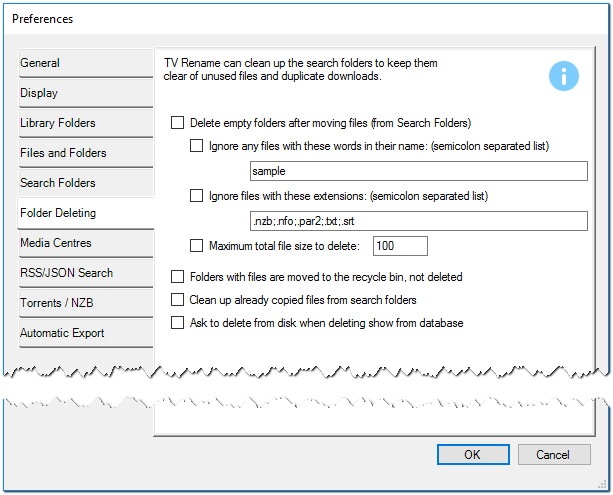 Preferences
General
Display
Library Folders
Files and Folders
Search Folders
Folder Deleting
Media Centres
RSS/JSON Search
Torrents / NZB
Automatic Export
TV Rename can clean up the search folders to keep them
clear of unused files and duplicate downloads.
Delete empty folders after moving files (from Search Folders)
Ignore any files with these words in their name: (semicolon separated list)
sample
Ignore files with these extensions: (semicolon separated list)
.nzb;.nfo;.par2;.txt;.srt
Maximum total file size to delete: 100
Folders with files are moved to the recycle bin, not deleted
Clean up already copied files from search folders
Ask to delete from disk when deleting show from database
OK Cancel